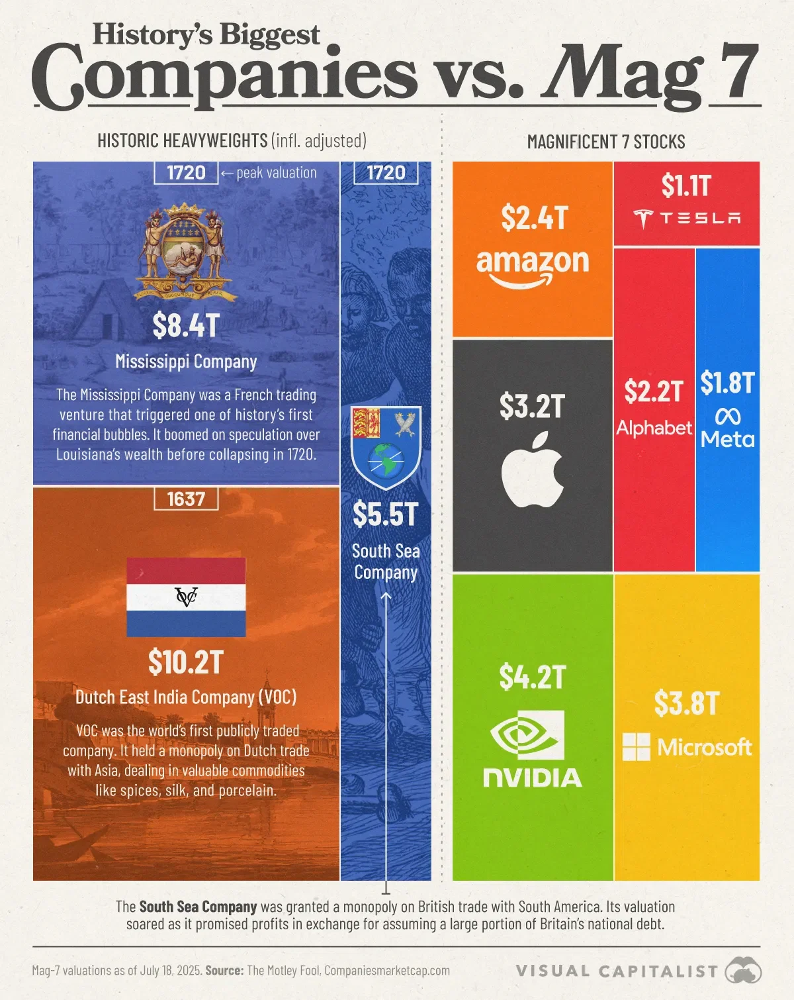 History's Biggest
Companies vs. Mag 7
HISTORIC HEAVYWEIGHTS (infl. adjusted)
1720 ← peak valuation
$8.4T
Mississippi Company
The Mississippi Company was a French trading
venture that triggered one of history's first
financial bubbles. It boomed on speculation over
Louisiana's wealth before collapsing in 1720.
1637
VOC
$10.2T
Dutch East India Company (VOC)
VOC was the world's first publicly traded
company. It held a monopoly on Dutch trade
with Asia, dealing in valuable commodities
like spices, silk, and porcelain.
1720
$5.5T
South Sea
Company
The South Sea Company was granted a monopoly on British trade with South America. Its valuation
soared as it promised profits in exchange for assuming a large portion of Britain's national debt.
MAGNIFICENT 7 STOCKS
$2.4T
amazon
$1.1T
TESLA
$3.2T
$2.2T
Alphabet
$1.8T
Meta
$4.2T
NVIDIA
$3.8T
Microsoft
Mag-7 valuations as of July 18, 2025. Source: The Motley Fool, Companiesmarketcap.com
VISUAL CAPITALIST